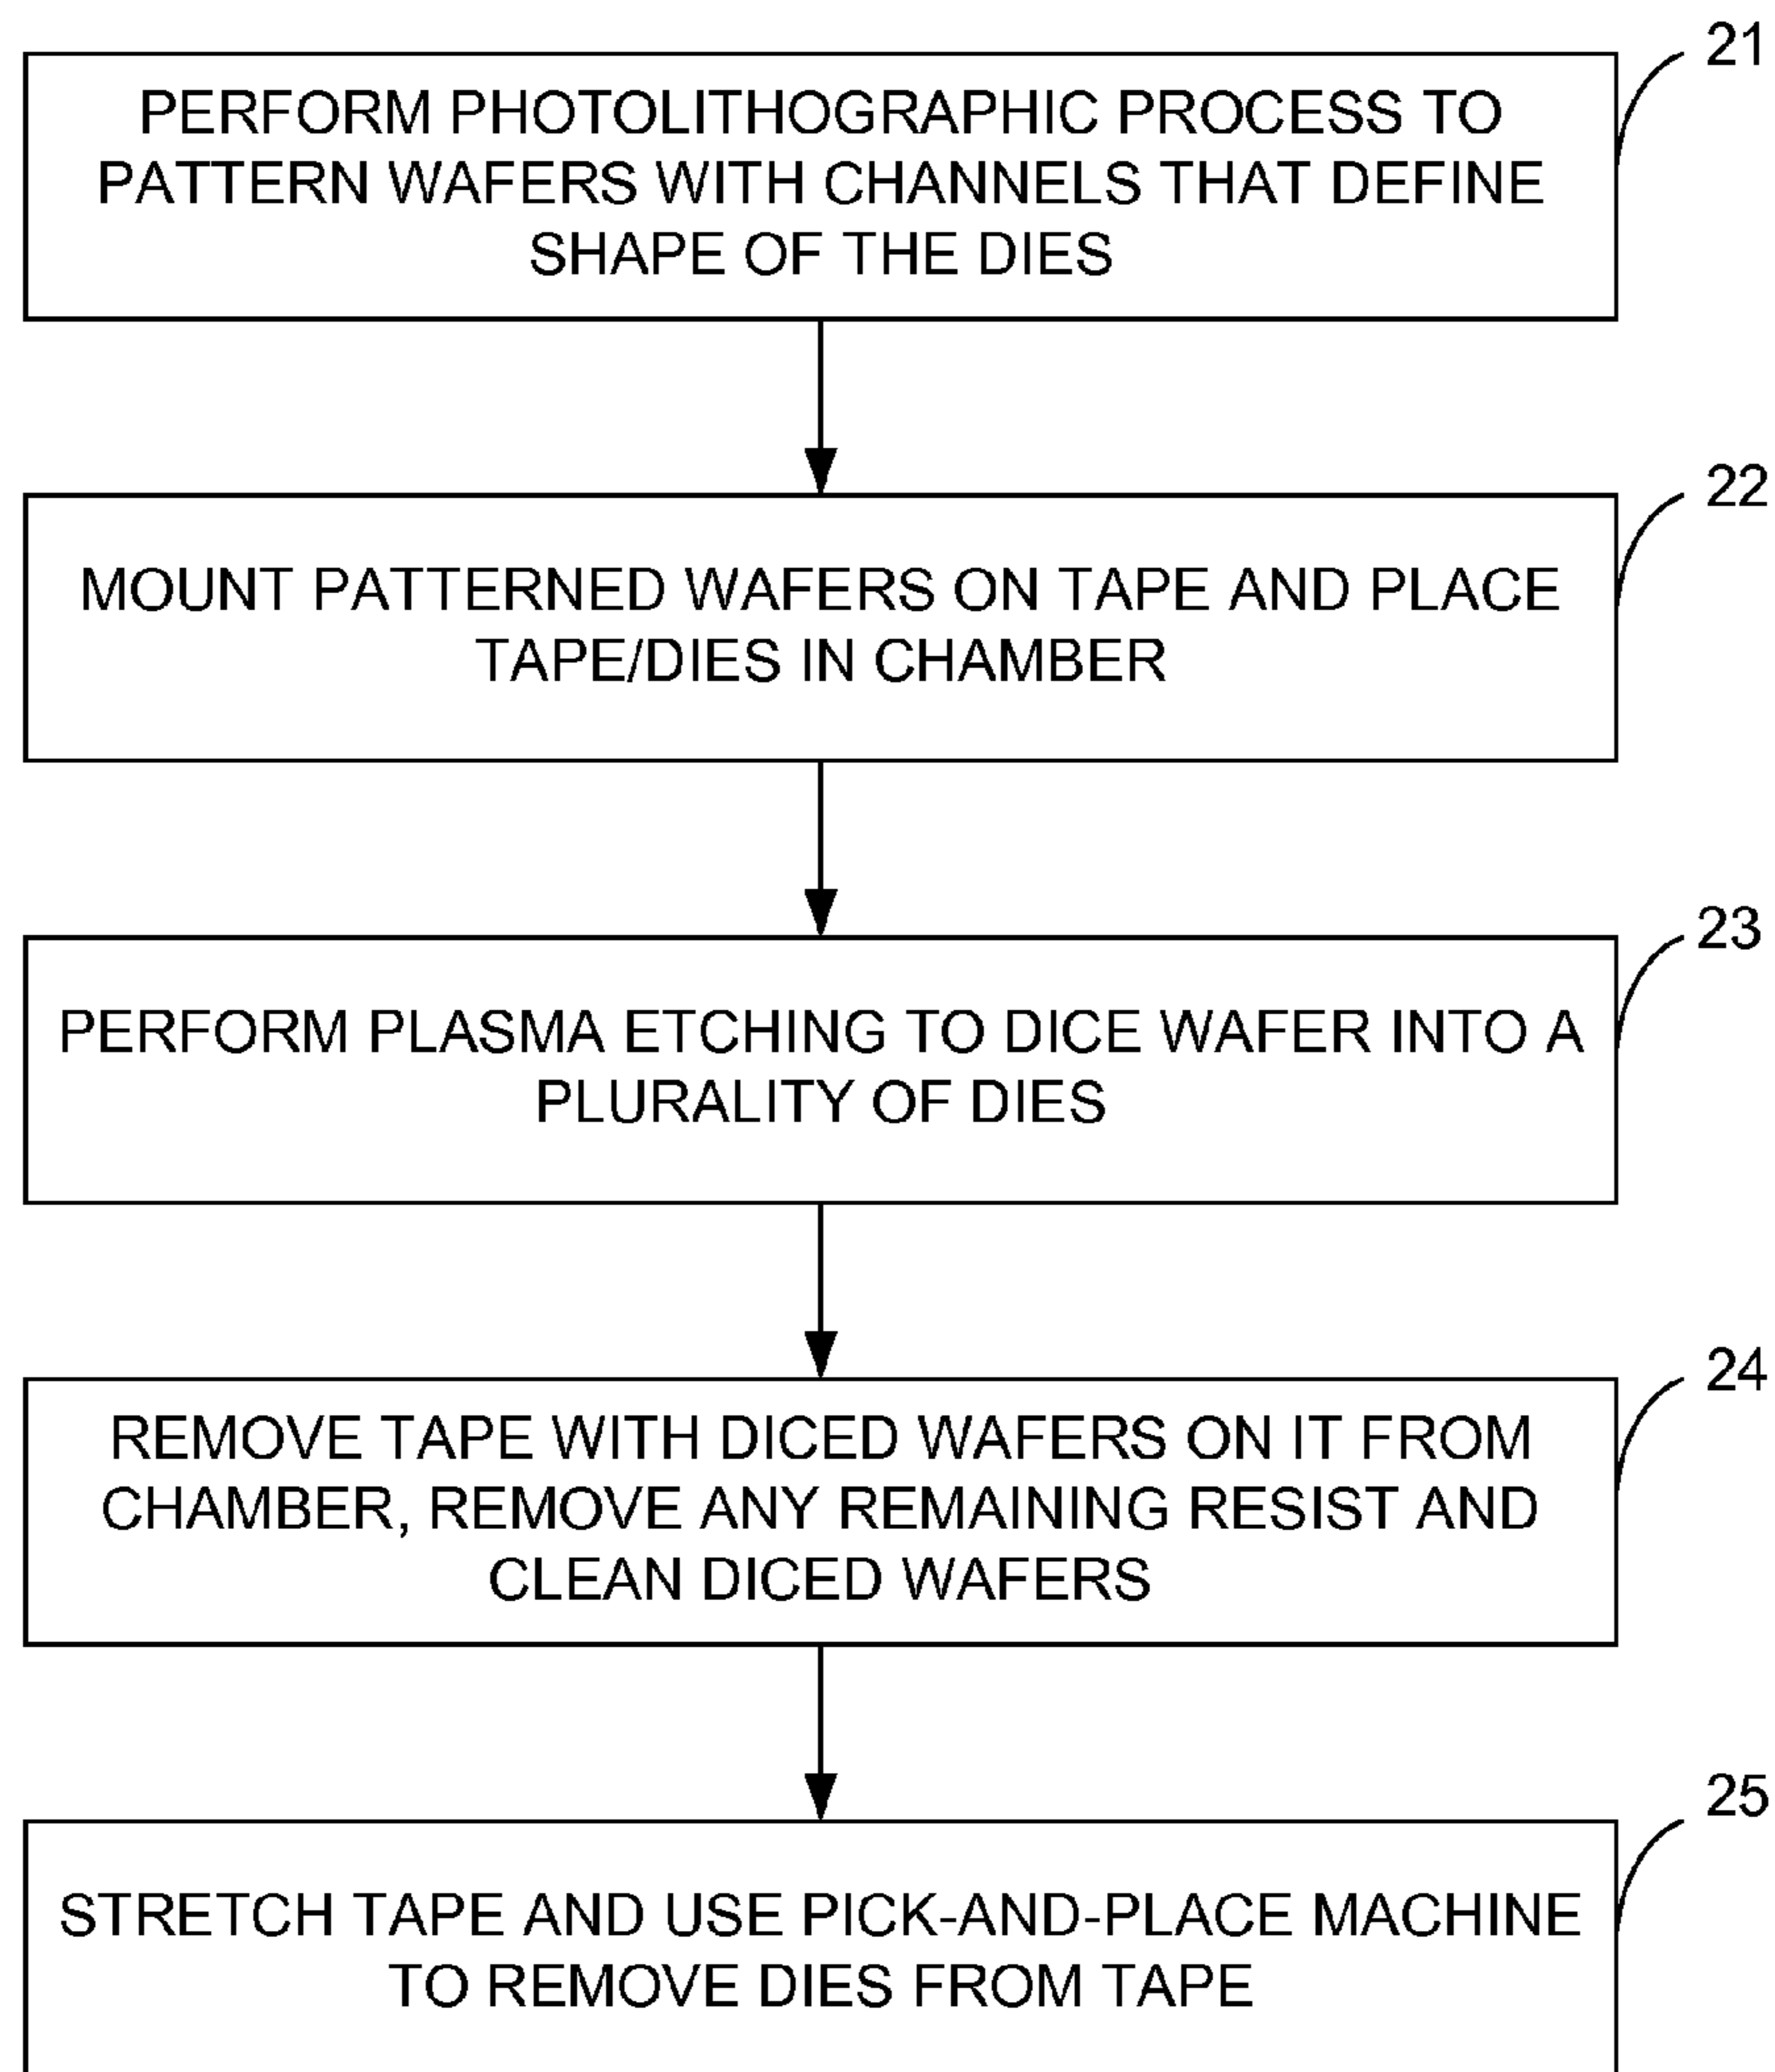 21
PERFORM PHOTOLITHOGRAPHIC PROCESS TO
PATTERN WAFERS WITH CHANNELS THAT DEFINE
SHAPE OF THE DIES
22
MOUNT PATTERNED WAFERS ON TAPE AND PLACE
TAPE/DIES IN CHAMBER
23
PERFORM PLASMA ETCHING TO DICE WAFER INTO A
PLURALITY OF DIES
24
REMOVE TAPE WITH DICED WAFERS ON IT FROM
CHAMBER, REMOVE ANY REMAINING RESIST AND
CLEAN DICED WAFERS
25
STRETCH TAPE AND USE PICK-AND-PLACE MACHINE
TO REMOVE DIES FROM TAPE